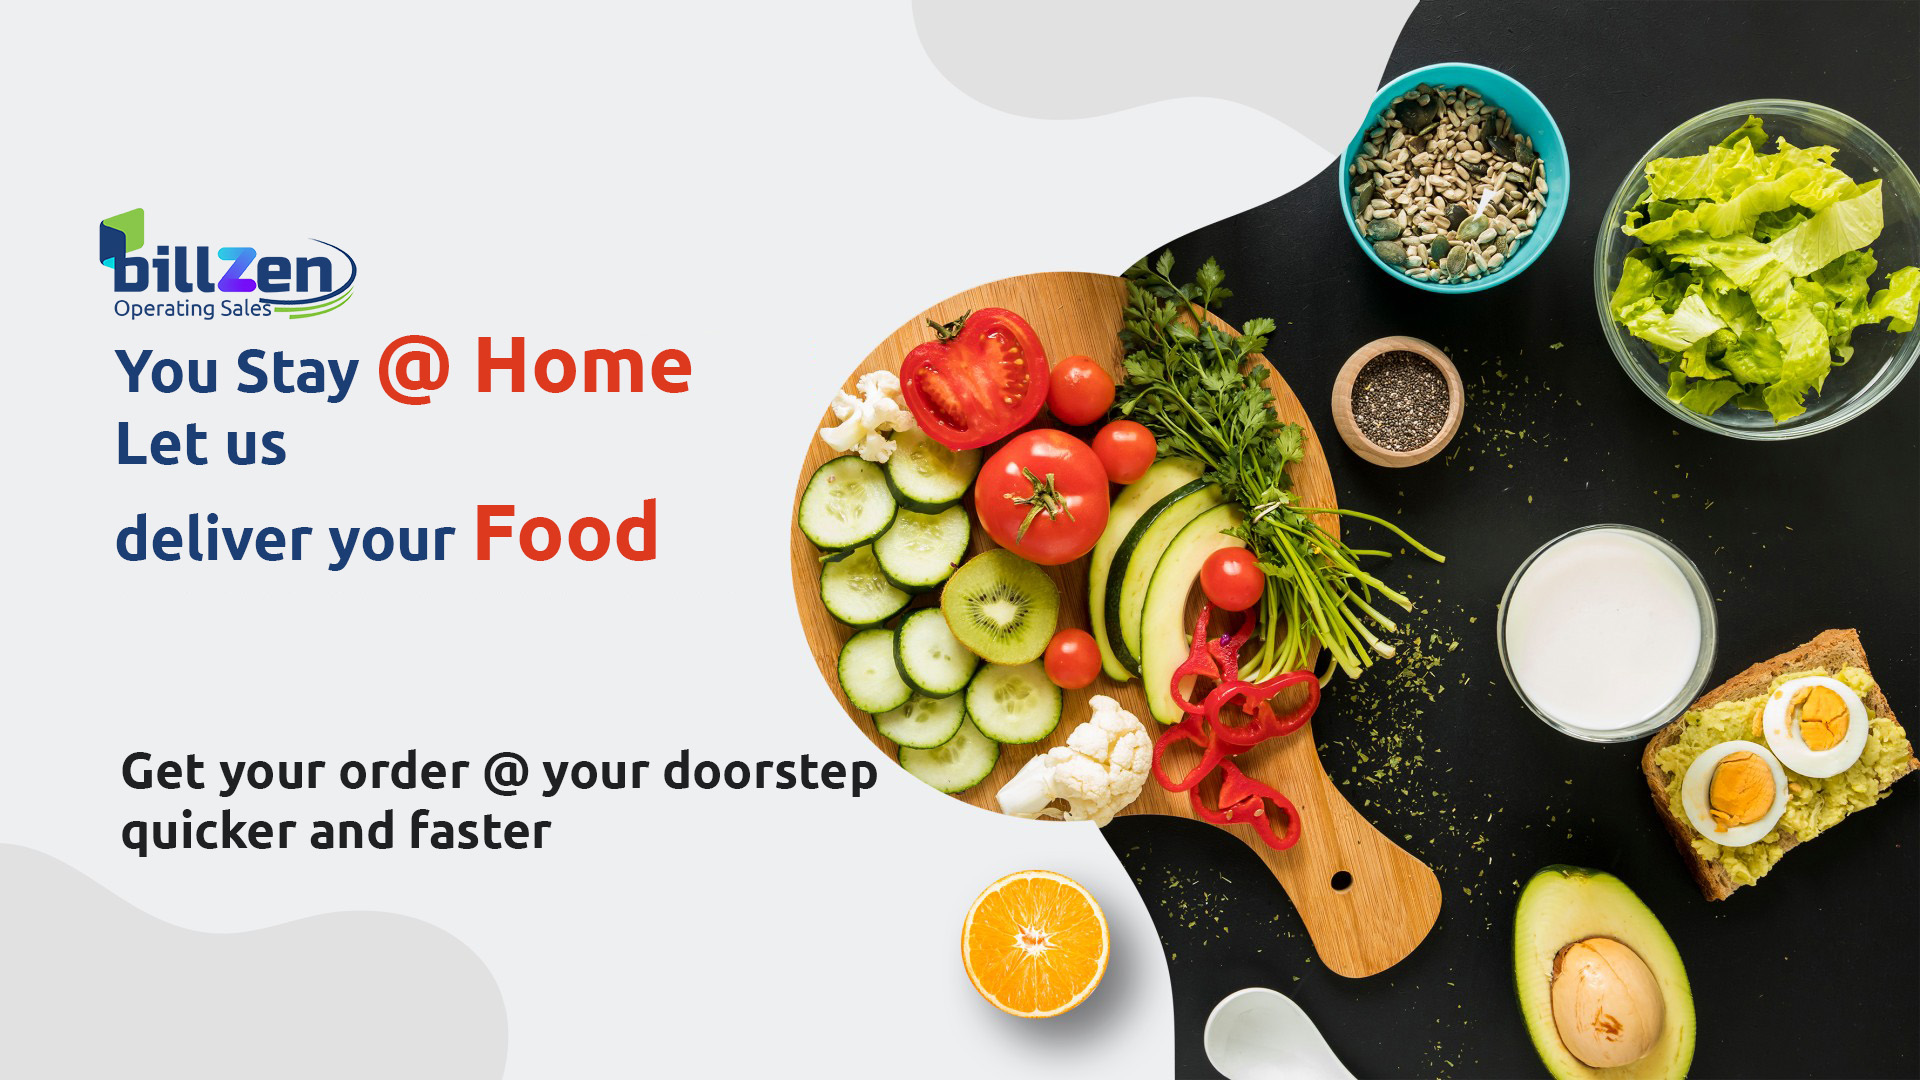 billZen
Operating Sales
You Stay @ Home
Let us
deliver your Food
Get your order @ your doorstep
quicker and faster